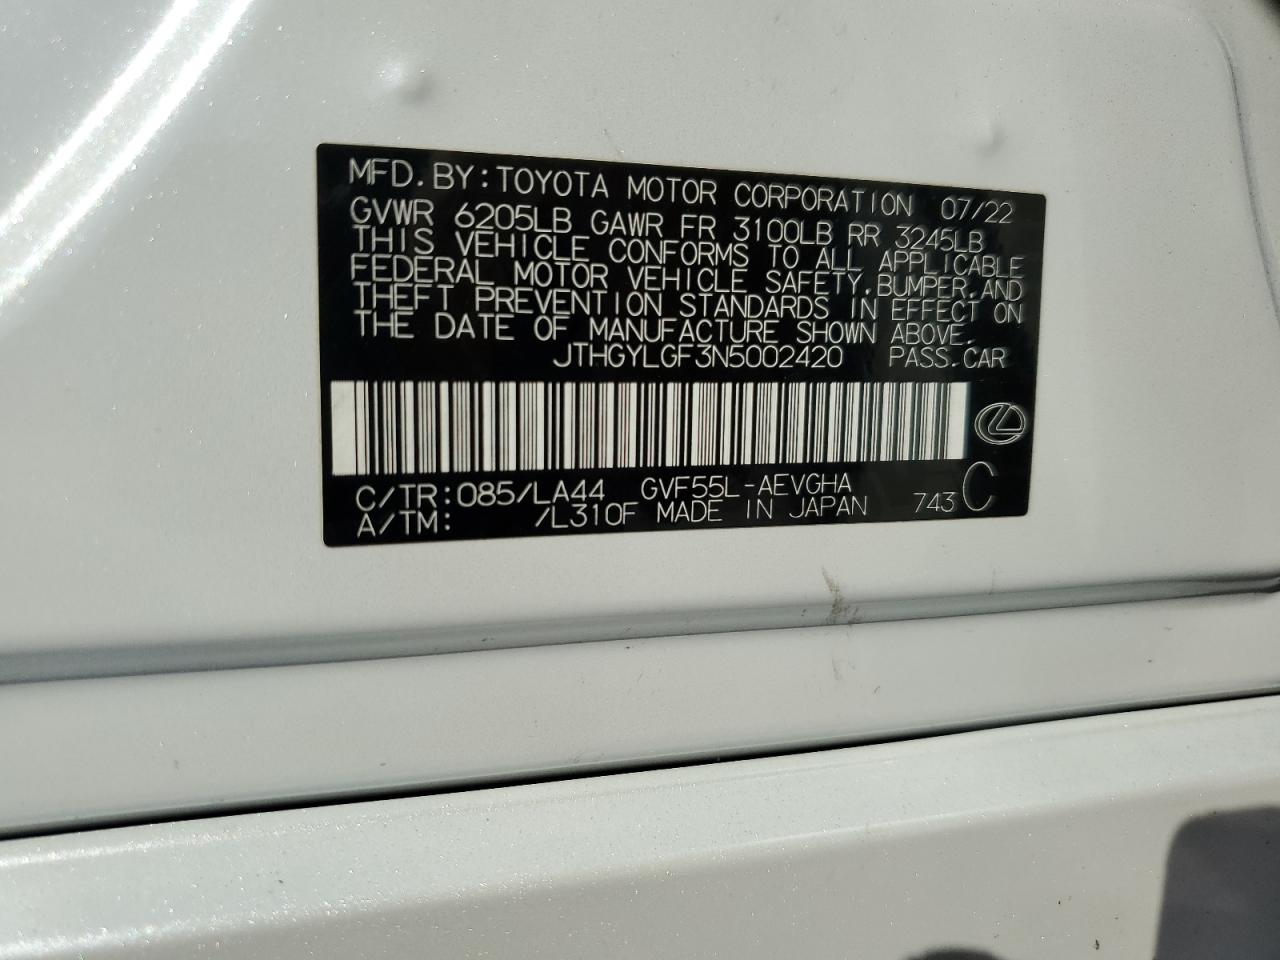 MFD. BY: TOYOTA MOTOR CORPORATION 07/22
GVWR 6205LB GAWR FR 3100LB RR 3245LB
THIS VEHICLE CONFORMS TO ALL APPLICABLE
FEDERAL MOTOR VEHICLE SAFETY, BUMPER, AND
THEFT PREVENTION STANDARDS IN EFFECT ON
THE DATE OF MANUFACTURE SHOWN ABOVE.
JTHGYLGF3N5002420 PASS. CAR
C/TR: 085/LA44 GVF55L-AEVGHA
A/TM: /L310F MADE IN JAPAN 743 C